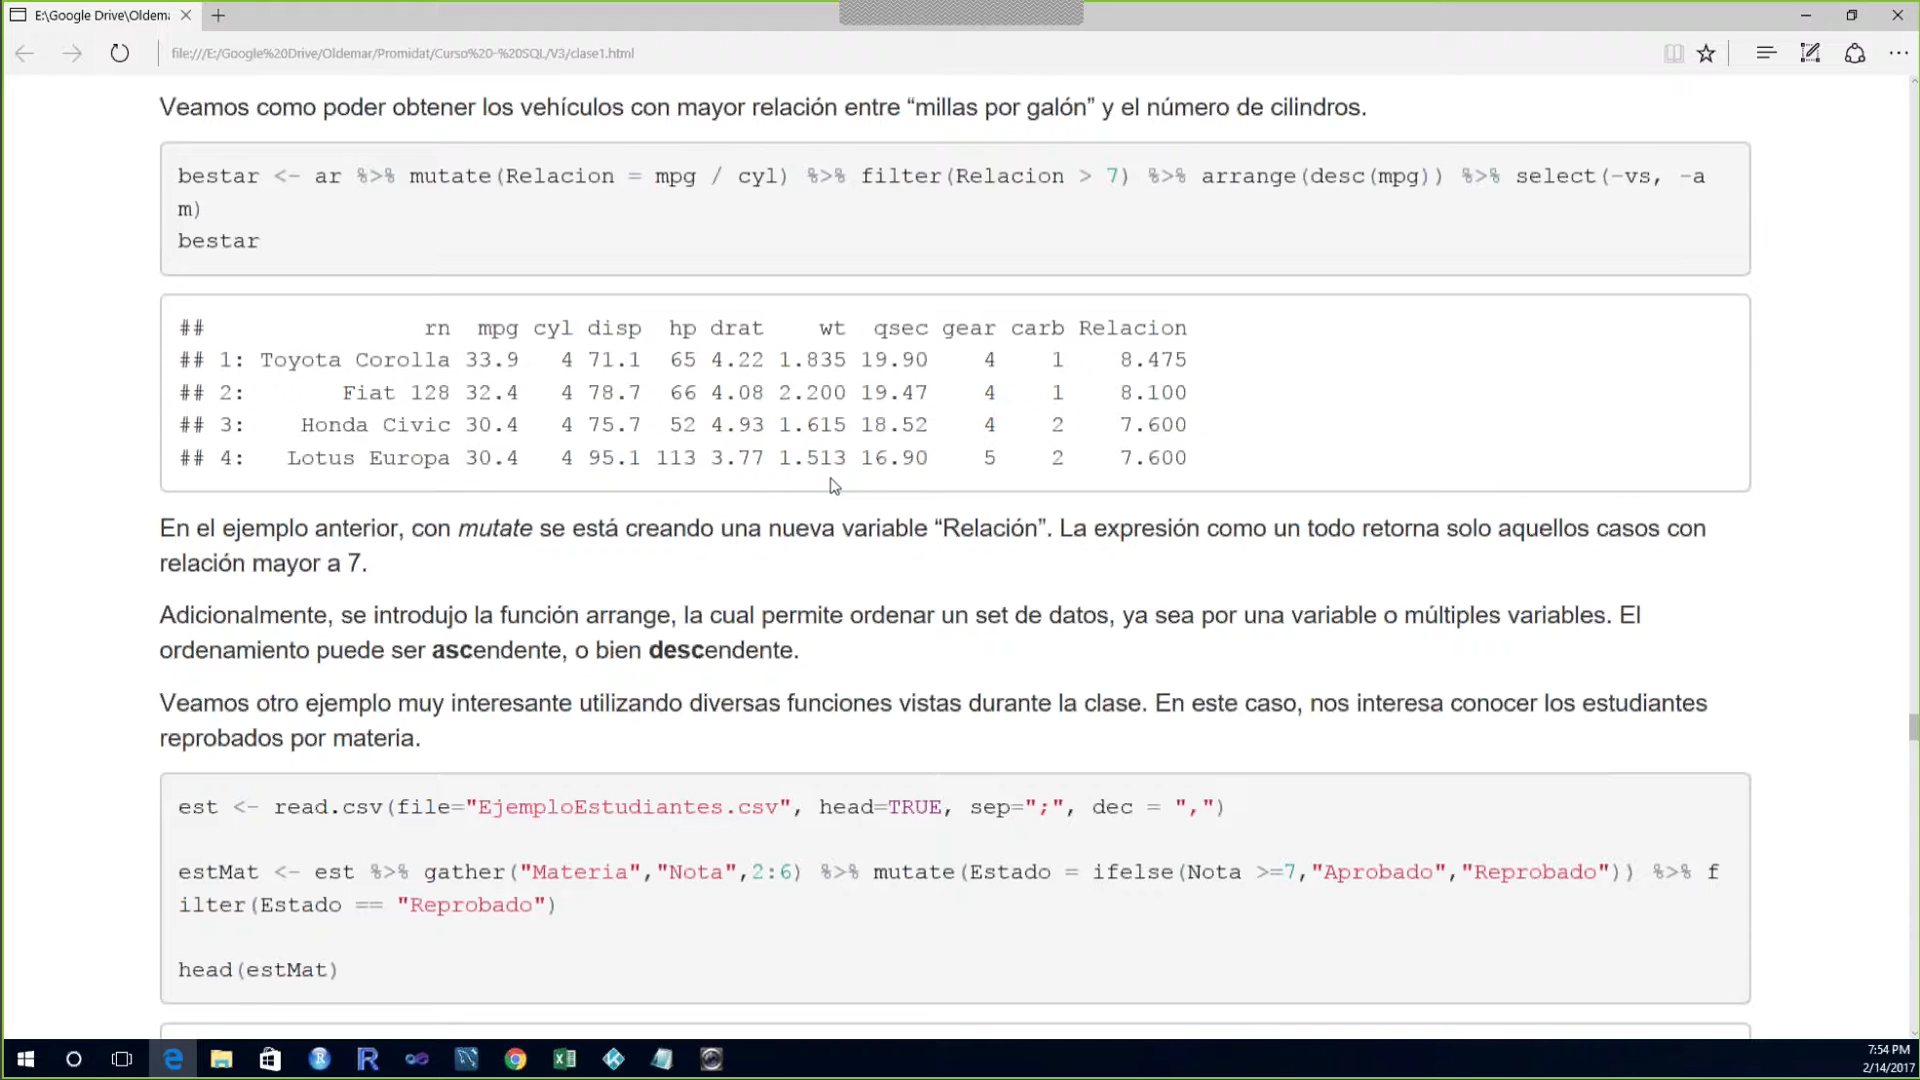 E:\Google Drive\Oldema
file:///E:/Google%20Drive/Oldemar/Promidat/Curso%20-%20SQL/V3/clase1.html
Veamos como poder obtener los vehículos con mayor relación entre “millas por galón” y el número de cilindros.
bestar <- ar %>% mutate(Relacion = mpg / cyl) %>% filter(Relacion > 7) %>% arrange(desc(mpg)) %>% select(-vs, -a
m)
bestar
## rn mpg cyl disp hp drat wt qsec gear carb Relacion
## 1: Toyota Corolla 33.9 4 71.1 65 4.22 1.835 19.90 4 1 8.475
## 2: Fiat 128 32.4 4 78.7 66 4.08 2.200 19.47 4 1 8.100
## 3: Honda Civic 30.4 4 75.7 52 4.93 1.615 18.52 4 2 7.600
## 4: Lotus Europa 30.4 4 95.1 113 3.77 1.513 16.90 5 2 7.600
En el ejemplo anterior, con mutate se está creando una nueva variable “Relación”. La expresión como un todo retorna solo aquellos casos con
relación mayor a 7.
Adicionalmente, se introdujo la función arrange, la cual permite ordenar un set de datos, ya sea por una variable o múltiples variables. El
ordenamiento puede ser ascendente, o bien descendente.
Veamos otro ejemplo muy interesante utilizando diversas funciones vistas durante la clase. En este caso, nos interesa conocer los estudiantes
reprobados por materia.
est <- read.csv(file="EjemploEstudiantes.csv", head=TRUE, sep=";", dec = ",")
estMat <- est %>% gather("Materia","Nota",2:6) %>% mutate(Estado = ifelse(Nota >=7,"Aprobado","Reprobado")) %>% f
ilter(Estado == "Reprobado")
head(estMat)
7:54 PM
2/14/2017